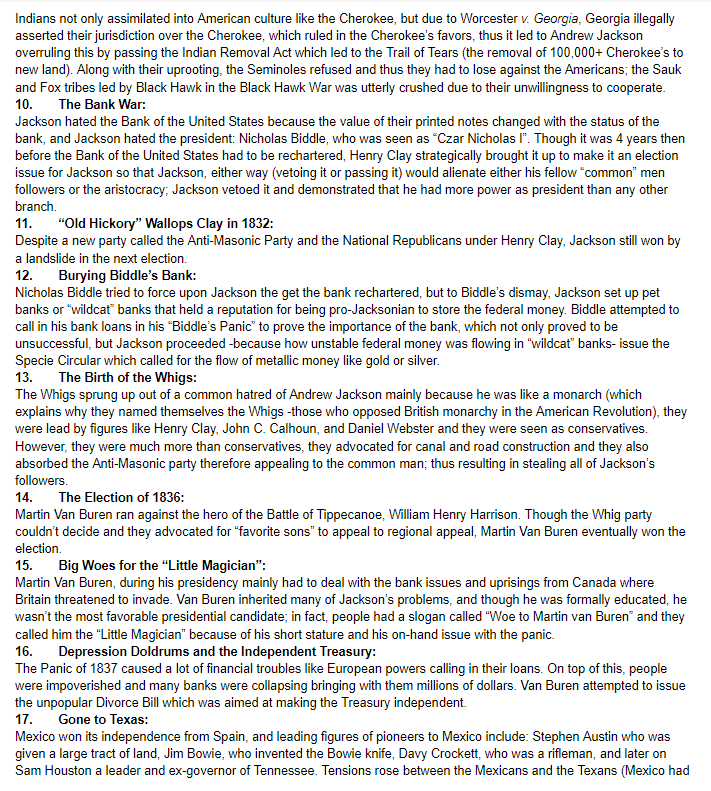 Indians not only assimilated into American culture like the Cherokee, but due to Worcester v. Georgia, Georgia illegally
asserted their jurisdiction over the Cherokee, which ruled in the Cherokee's favors, thus it led to Andrew Jackson
overruling this by passing the Indian Removal Act which led to the Trail of Tears (the removal of 100,000+ Cherokee's to
new land). Along with their uprooting, the Seminoles refused and thus they had to lose against the Americans; the Sauk
and Fox tribes led by Black Hawk in the Black Hawk War was utterly crushed due to their unwillingness to cooperate.
10. The Bank War:
Jackson hated the Bank of the United States because the value of their printed notes changed with the status of the
bank, and Jackson hated the president: Nicholas Biddle, who was seen as "Czar Nicholas I". Though it was 4 years then
before the Bank of the United States had to be rechartered, Henry Clay strategically brought it up to make it an election
issue for Jackson so that Jackson, either way (vetoing it or passing it) would alienate either his fellow "common" men
followers or the aristocracy; Jackson vetoed it and demonstrated that he had more power as president than any other
branch.
11. "Old Hickory" Wallops Clay in 1832:
Despite a new party called the Anti-Masonic Party and the National Republicans under Henry Clay, Jackson still won by
a landslide in the next election.
12. Burying Biddle's Bank:
Nicholas Biddle tried to force upon Jackson the get the bank rechartered, but to Biddle's dismay, Jackson set up pet
banks or "wildcat" banks that held a reputation for being pro-Jacksonian to store the federal money. Biddle attempted to
call in his bank loans in his "Biddle's Panic" to prove the importance of the bank, which not only proved to be
unsuccessful, but Jackson proceeded -because how unstable federal money was flowing in "wildcat" banks- issue the
Specie Circular which called for the flow of metallic money like gold or silver.
13. The Birth of the Whigs:
The Whigs sprung up out of a common hatred of Andrew Jackson mainly because he was like a monarch (which
explains why they named themselves the Whigs -those who opposed British monarchy in the American Revolution), they
were lead by figures like Henry Clay, John C. Calhoun, and Daniel Webster and they were seen as conservatives.
However, they were much more than conservatives, they advocated for canal and road construction and they also
absorbed the Anti-Masonic party therefore appealing to the common man; thus resulting in stealing all of Jackson's
followers.
14. The Election of 1836:
Martin Van Buren ran against the hero of the Battle of Tippecanoe, William Henry Harrison. Though the Whig party
couldn't decide and they advocated for "favorite sons" to appeal to regional appeal, Martin Van Buren eventually won the
election.
15. Big Woes for the "Little Magician":
Martin Van Buren, during his presidency mainly had to deal with the bank issues and uprisings from Canada where
Britain threatened to invade. Van Buren inherited many of Jackson's problems, and though he was formally educated, he
wasn't the most favorable presidential candidate; in fact, people had a slogan called "Woe to Martin van Buren" and they
called him the "Little Magician" because of his short stature and his on-hand issue with the panic.
16. Depression Doldrums and the Independent Treasury:
The Panic of 1837 caused a lot of financial troubles like European powers calling in their loans. On top of this, people
were impoverished and many banks were collapsing bringing with them millions of dollars. Van Buren attempted to issue
the unpopular Divorce Bill which was aimed at making the Treasury independent.
17. Gone to Texas:
Mexico won its independence from Spain, and leading figures of pioneers to Mexico include: Stephen Austin who was
given a large tract of land, Jim Bowie, who invented the Bowie knife, Davy Crockett, who was a rifleman, and later on
Sam Houston a leader and ex-governor of Tennessee. Tensions rose between the Mexicans and the Texans (Mexico had